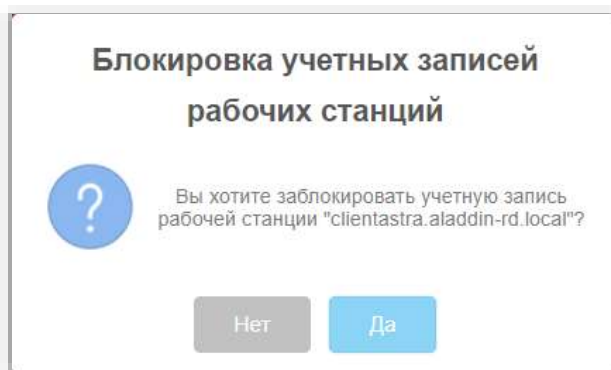 Блокировка учетных записей
рабочих станций
Вы хотите заблокировать учетную запись
рабочей станции "clientastra.aladdin-rd.local"?
Нет
Да